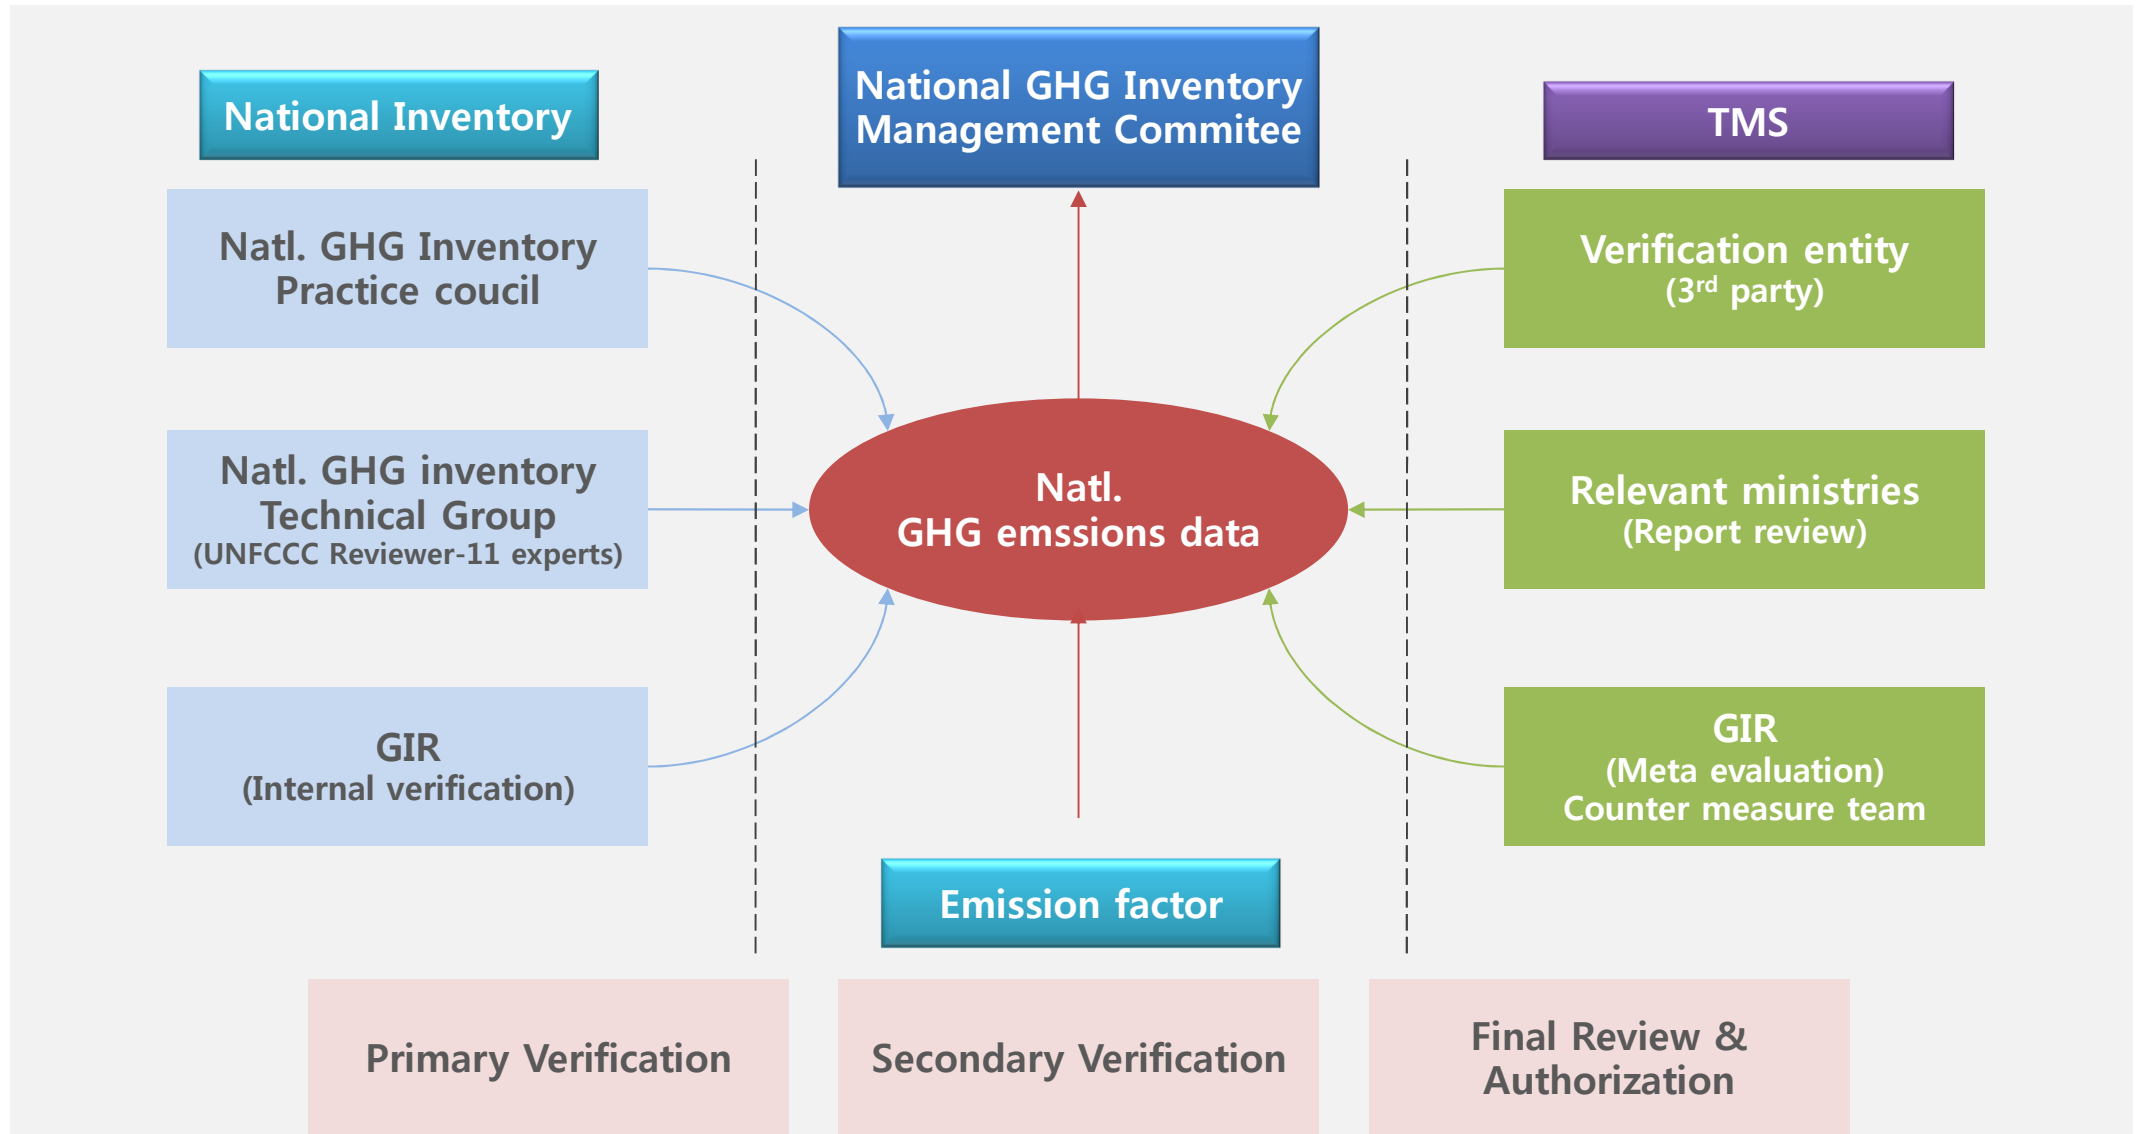 National Inventory
National GHG Inventory
Management Commitee
TMS
Natl. GHG Inventory
Practice coucil
Verification entity
(3rd party)
Natl. GHG inventory
Technical Group
(UNFCCC Reviewer-11 experts)
Natl.
GHG emssions data
Relevant ministries
(Report review)
GIR
(Internal verification)
GIR
(Meta evaluation)
Counter measure team
Emission factor
Primary Verification
Secondary Verification
Final Review &
Authorization